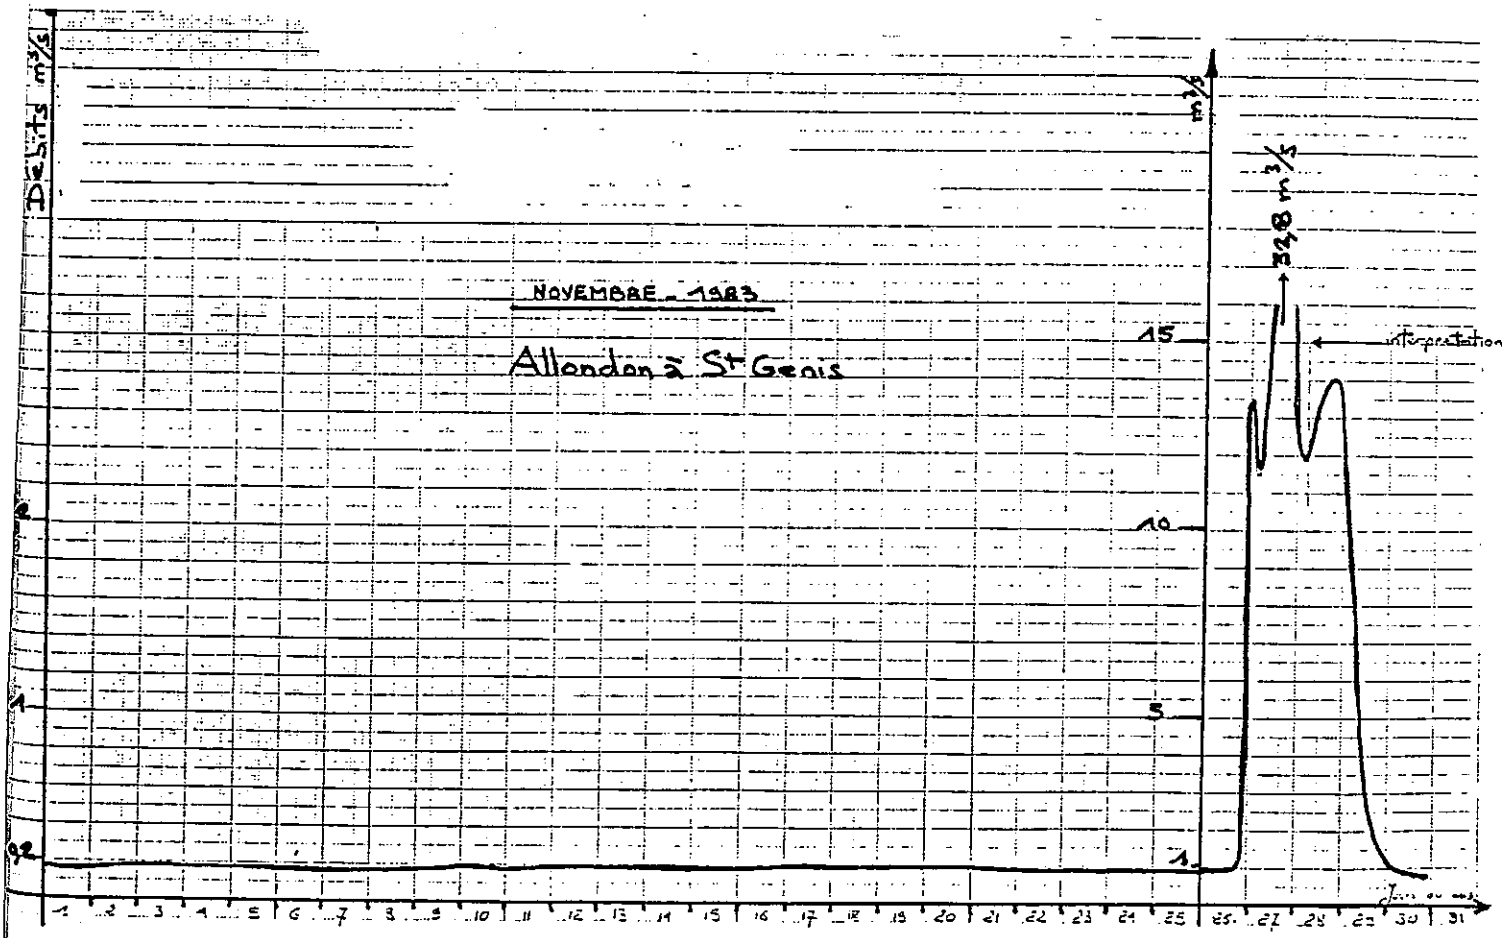 Débits m³/s
m³/s
32,8 m³/s
NOVEMBRE - 1983
Allondon à St Genis
15
interpretation
10
2
5
1
0,2
1
1 2 3 4 5 6 7 8 9 10 11 12 13 14 15 16 17 18 19 20 21 22 23 24 25 26 27 28 29 30 31